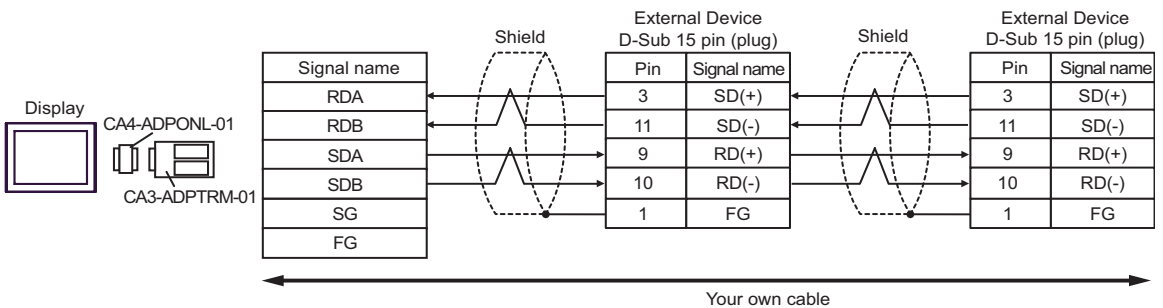 Display
CA4-ADPONL-01
CA3-ADPTRM-01
Signal name
RDA
RDB
SDA
SDB
SG
FG
Shield
External Device
D-Sub 15 pin (plug)
Pin Signal name
3 SD(+)
11 SD(-)
9 RD(+)
10 RD(-)
1 FG
Shield
External Device
D-Sub 15 pin (plug)
Pin Signal name
3 SD(+)
11 SD(-)
9 RD(+)
10 RD(-)
1 FG
Your own cable